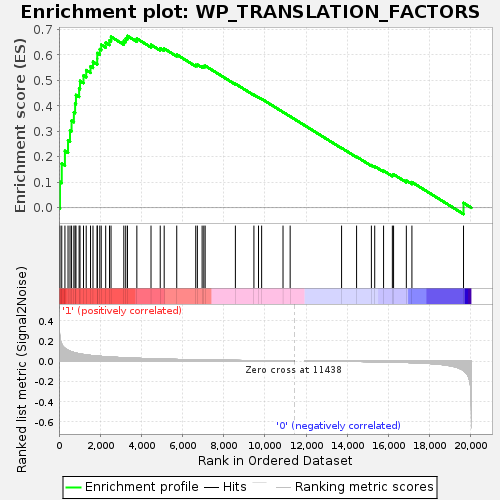 Enrichment plot: WP_TRANSLATION_FACTORS
Enrichment score (ES)
0.7
0.6
0.5
0.4
0.3
0.2
0.1
0.0
Ranked list metric (Signal2Noise)
'1' (positively correlated)
0.4
0.2
0.0
-0.2
-0.4
-0.6
Zero cross at 11438
'0' (negatively correlated)
0 2,000 4,000 6,000 8,000 10,000 12,000 14,000 16,000 18,000 20,000
Rank in Ordered Dataset
Enrichment profile Hits Ranking metric scores